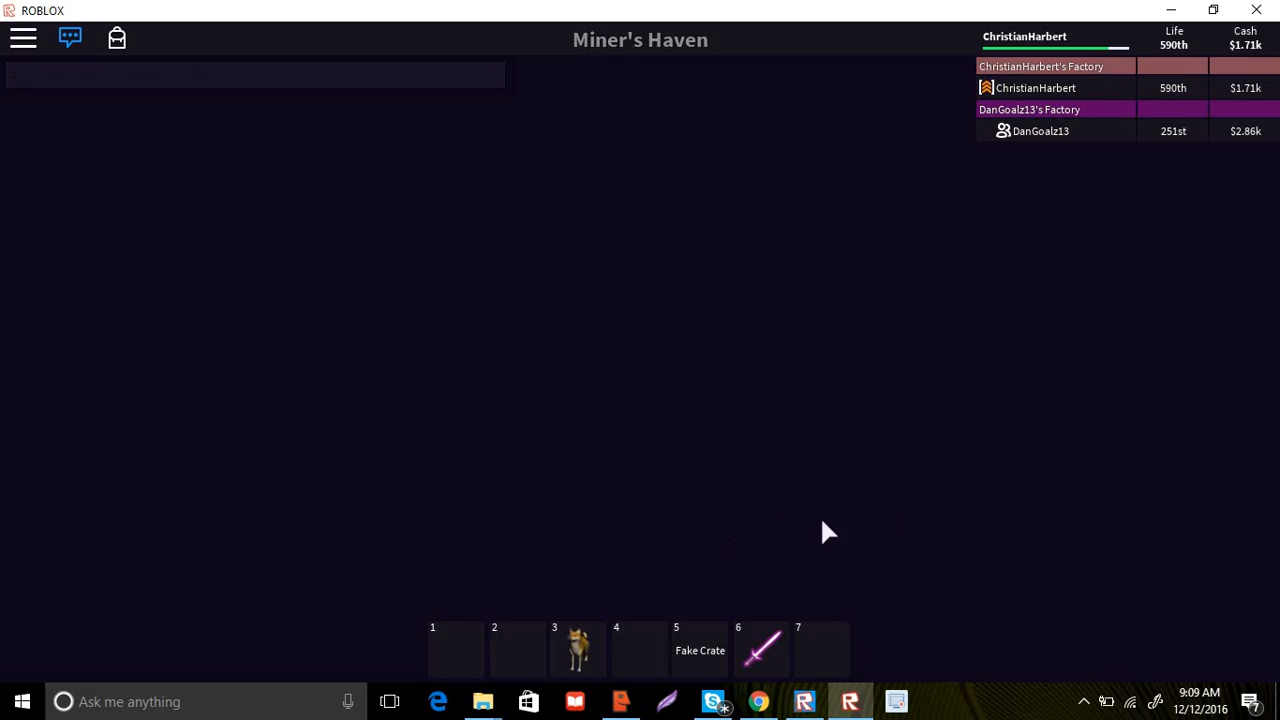 ROBLOX
Miner's Haven
ChristianHarbert
Life
590th
Cash
$1.71k
ChristianHarbert's Factory
ChristianHarbert 590th $1.71k
DanGoalz13's Factory
DanGoalz13 251st $2.86k
1 2 3 4 5 6 7
Fake Crate
Ask me anything
9:09 AM
12/12/2016
7